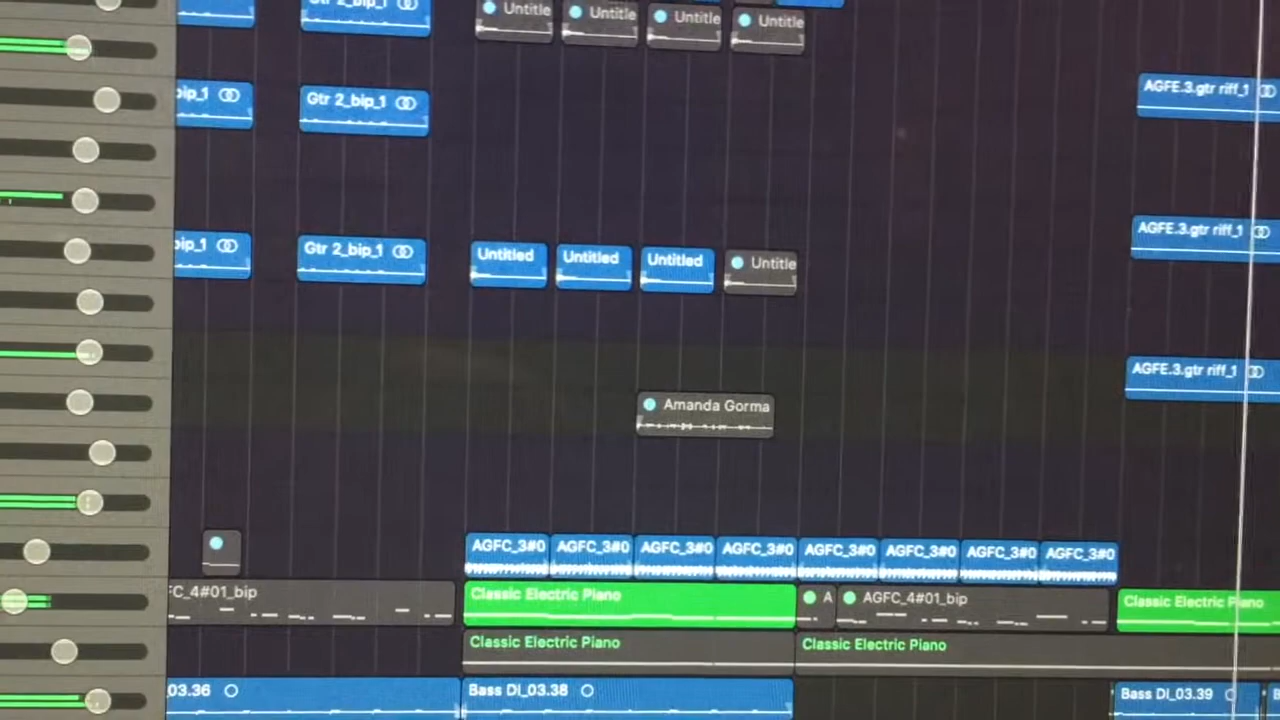 Gtr 2_bip_1
Untitle
Untitle
Untitle
Untitle
bip_1
Gtr 2_bip_1
AGFE.3.gtr riff_1
bip_1
Gtr 2_bip_1
Untitled
Untitled
Untitled
Untitle
AGFE.3.gtr riff_1
AGFE.3.gtr riff_1
Amanda Gorma
AGFC_3#0
AGFC_3#0
AGFC_3#0
AGFC_3#0
AGFC_3#0
AGFC_3#0
AGFC_3#0
AGFC_3#0
FC_4#01_bip
Classic Electric Piano
A
AGFC_4#01_bip
Classic Electric Piano
Classic Electric Piano
Classic Electric Piano
_03.36
Bass DI_03.38
Bass DI_03.39
B